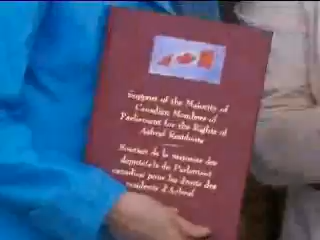 Support of the Majority of
Canadian Members of
Parliament for the Rights of
Ashraf Residents
Soutien de la majorité des
députés du Parlement
canadien pour les droits des
résidents d'Achraf